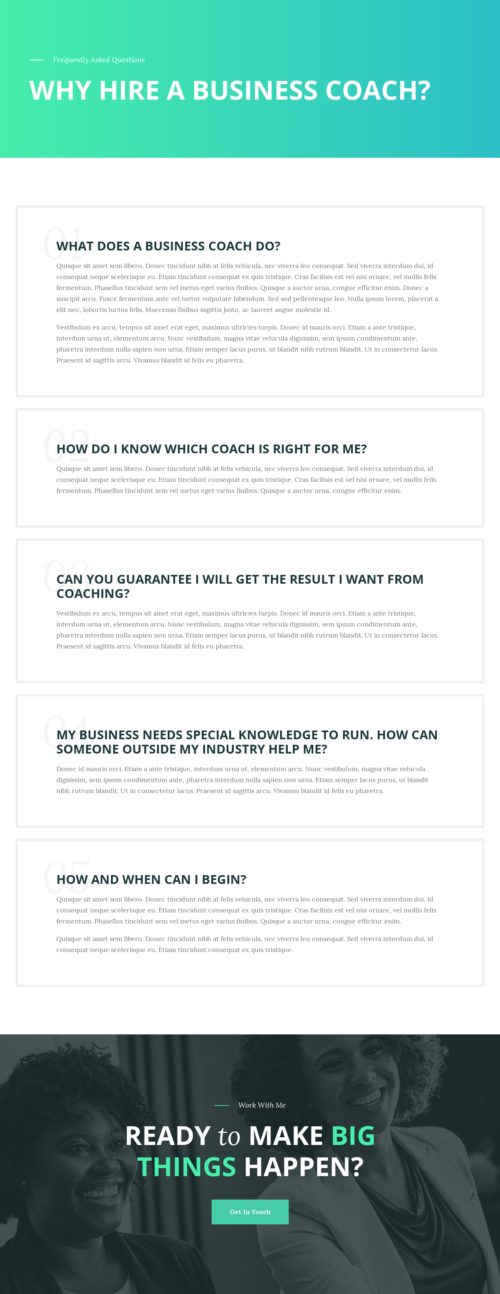 Frequently Asked Questions
WHY HIRE A BUSINESS COACH?
01
WHAT DOES A BUSINESS COACH DO?
Quisque sit amet sem libero. Donec tincidunt nibh at felis vehicula, nec viverra leo consequat. Sed viverra interdum dui, id
consequat neque scelerisque eu. Etiam tincidunt consequat ex quis tristique. Cras facilisis est vel nisi ornare, vel mollis felis
fermentum. Phasellus tincidunt sem vel metus eget varius finibus. Quisque a auctor urna, congue efficitur enim. Donec a
suscipit arcu. Fusce fermentum ante vel tortor vulputate bibendum. Sed sed pellentesque leo. Nulla ipsum lorem, placerat a
elit nec, lobortis luctus felis. Maecenas finibus sagittis justo, ac laoreet augue molestie id.
Vestibulum ex arcu, tempus sit amet erat eget, maximus ultricies turpis. Donec id mauris orci. Etiam a ante tristique,
interdum urna ut, elementum arcu. Nunc vestibulum, magna vitae vehicula dignissim, sem ipsum condimentum ante,
pharetra interdum nulla sapien non urna. Etiam semper lacus purus, ut blandit nibh rutrum blandit. Ut in consectetur lacus.
Praesent id sagittis arcu. Vivamus blandit id felis eu pharetra.
02
HOW DO I KNOW WHICH COACH IS RIGHT FOR ME?
Quisque sit amet sem libero. Donec tincidunt nibh at felis vehicula, nec viverra leo consequat. Sed viverra interdum dui, id
consequat neque scelerisque eu. Etiam tincidunt consequat ex quis tristique. Cras facilisis est vel nisi ornare, vel mollis felis
fermentum. Phasellus tincidunt sem vel metus eget varius finibus. Quisque a auctor urna, congue efficitur enim.
03
CAN YOU GUARANTEE I WILL GET THE RESULT I WANT FROM
COACHING?
Vestibulum ex arcu, tempus sit amet erat eget, maximus ultricies turpis. Donec id mauris orci. Etiam a ante tristique,
interdum urna ut, elementum arcu. Nunc vestibulum, magna vitae vehicula dignissim, sem ipsum condimentum ante,
pharetra interdum nulla sapien non urna. Etiam semper lacus purus, ut blandit nibh rutrum blandit. Ut in consectetur lacus.
Praesent id sagittis arcu. Vivamus blandit id felis eu pharetra.
04
MY BUSINESS NEEDS SPECIAL KNOWLEDGE TO RUN. HOW CAN
SOMEONE OUTSIDE MY INDUSTRY HELP ME?
Donec id mauris orci. Etiam a ante tristique, interdum urna ut, elementum arcu. Nunc vestibulum, magna vitae vehicula
dignissim, sem ipsum condimentum ante, pharetra interdum nulla sapien non urna. Etiam semper lacus purus, ut blandit
nibh rutrum blandit. Ut in consectetur lacus. Praesent id sagittis arcu. Vivamus blandit id felis eu pharetra.
05
HOW AND WHEN CAN I BEGIN?
Quisque sit amet sem libero. Donec tincidunt nibh at felis vehicula, nec viverra leo consequat. Sed viverra interdum dui, id
consequat neque scelerisque eu. Etiam tincidunt consequat ex quis tristique. Cras facilisis est vel nisi ornare, vel mollis felis
fermentum. Phasellus tincidunt sem vel metus eget varius finibus. Quisque a auctor urna, congue efficitur enim.
Quisque sit amet sem libero. Donec tincidunt nibh at felis vehicula, nec viverra leo consequat. Sed viverra interdum dui, id
consequat neque scelerisque eu. Etiam tincidunt consequat ex quis tristique.
Work With Me
READY to MAKE BIG
THINGS HAPPEN?
Get In Touch